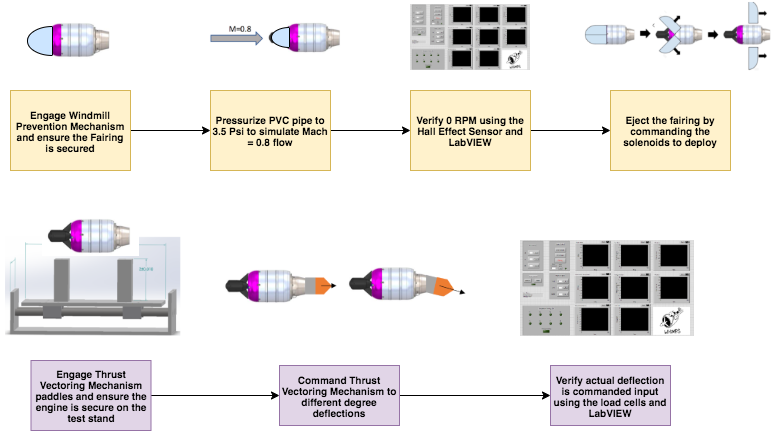 M=0.8
Engage Windmill
Prevention Mechanism
and ensure the Fairing
is secured
Pressurize PVC pipe to
3.5 Psi to simulate Mach
= 0.8 flow
Verify 0 RPM using the
Hall Effect Sensor and
LabVIEW
Eject the fairing by
commanding the
solenoids to deploy
Engage Thrust
Vectoring Mechanism
paddles and ensure the
engine is secure on the
test stand
Command Thrust
Vectoring Mechanism to
different degree
deflections
Verify actual deflection
is commanded input
using the load cells and
LabVIEW